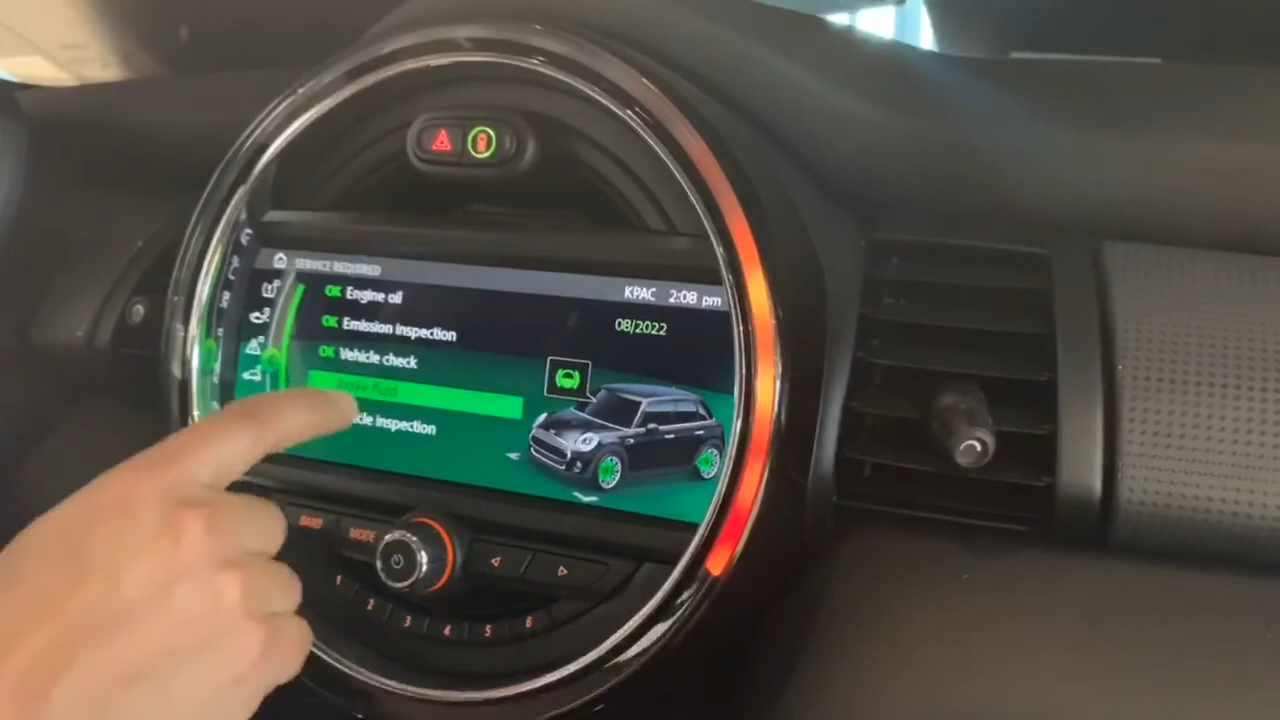 SERVICE REQUIRED
KPAC 2:08 pm
OK Engine oil
08/2022
OK Emission inspection
OK Vehicle check
Brake fluid
icle inspection
BAND
MODE
1
2
3
4
5
6